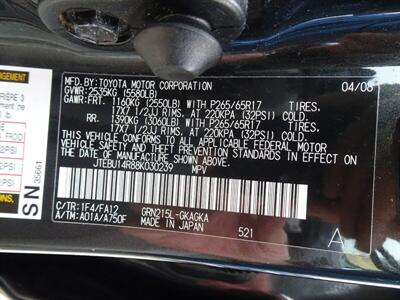 MFD.BY:TOYOTA MOTOR CORPORATION 04/08
GVWR:2535KG (5580LB)
GAWR:FRT. 1160KG (2550LB) WITH P265/65R17 TIRES.
17X7 1/2JJ RIMS, AT 220KPA (32PSI) COLD.
RR. 1390KG (3060LB) WITH P265/65R17 TIRES,
17X7 1/2JJ RIMS, AT 220KPA (32PSI) COLD
THIS VEHICLE CONFORMS TO ALL APPLICABLE FEDERAL MOTOR
VEHICLE SAFETY AND THEFT PREVENTION STANDARDS IN
EFFECT ON THE DATE OF MANUFACTURE SHOWN ABOVE.
JTEBU14R88K030239 MPV
C/TR:1F4/FA12 GRN215L-GKAGKA
A/TM:A01A/A750F MADE IN JAPAN 521 A
ARRIÈRE 3
SN
35661